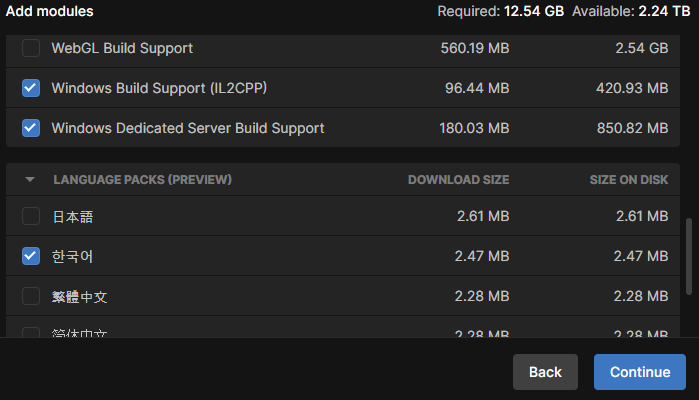 Add modules Required: 12.54 GB Available: 2.24 TB
WebGL Build Support 560.19 MB 2.54 GB
Windows Build Support (IL2CPP) 96.44 MB 420.93 MB
Windows Dedicated Server Build Support 180.03 MB 850.82 MB
LANGUAGE PACKS (PREVIEW) DOWNLOAD SIZE SIZE ON DISK
日本語 2.61 MB 2.61 MB
한국어 2.47 MB 2.47 MB
繁體中文 2.28 MB 2.28 MB
简体中文 2.28 MB 2.28 MB
Back Continue